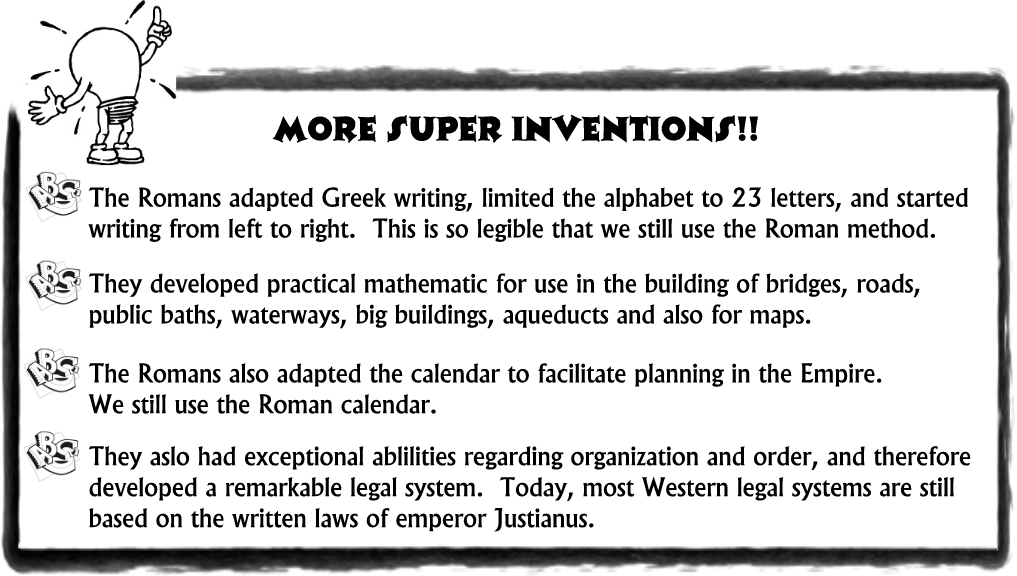 MORE SUPER INVENTIONS!!
The Romans adapted Greek writing, limited the alphabet to 23 letters, and started
writing from left to right. This is so legible that we still use the Roman method.
They developed practical mathematic for use in the building of bridges, roads,
public baths, waterways, big buildings, aqueducts and also for maps.
The Romans also adapted the calendar to facilitate planning in the Empire.
We still use the Roman calendar.
They aslo had exceptional ablilities regarding organization and order, and therefore
developed a remarkable legal system. Today, most Western legal systems are still
based on the written laws of emperor Justianus.